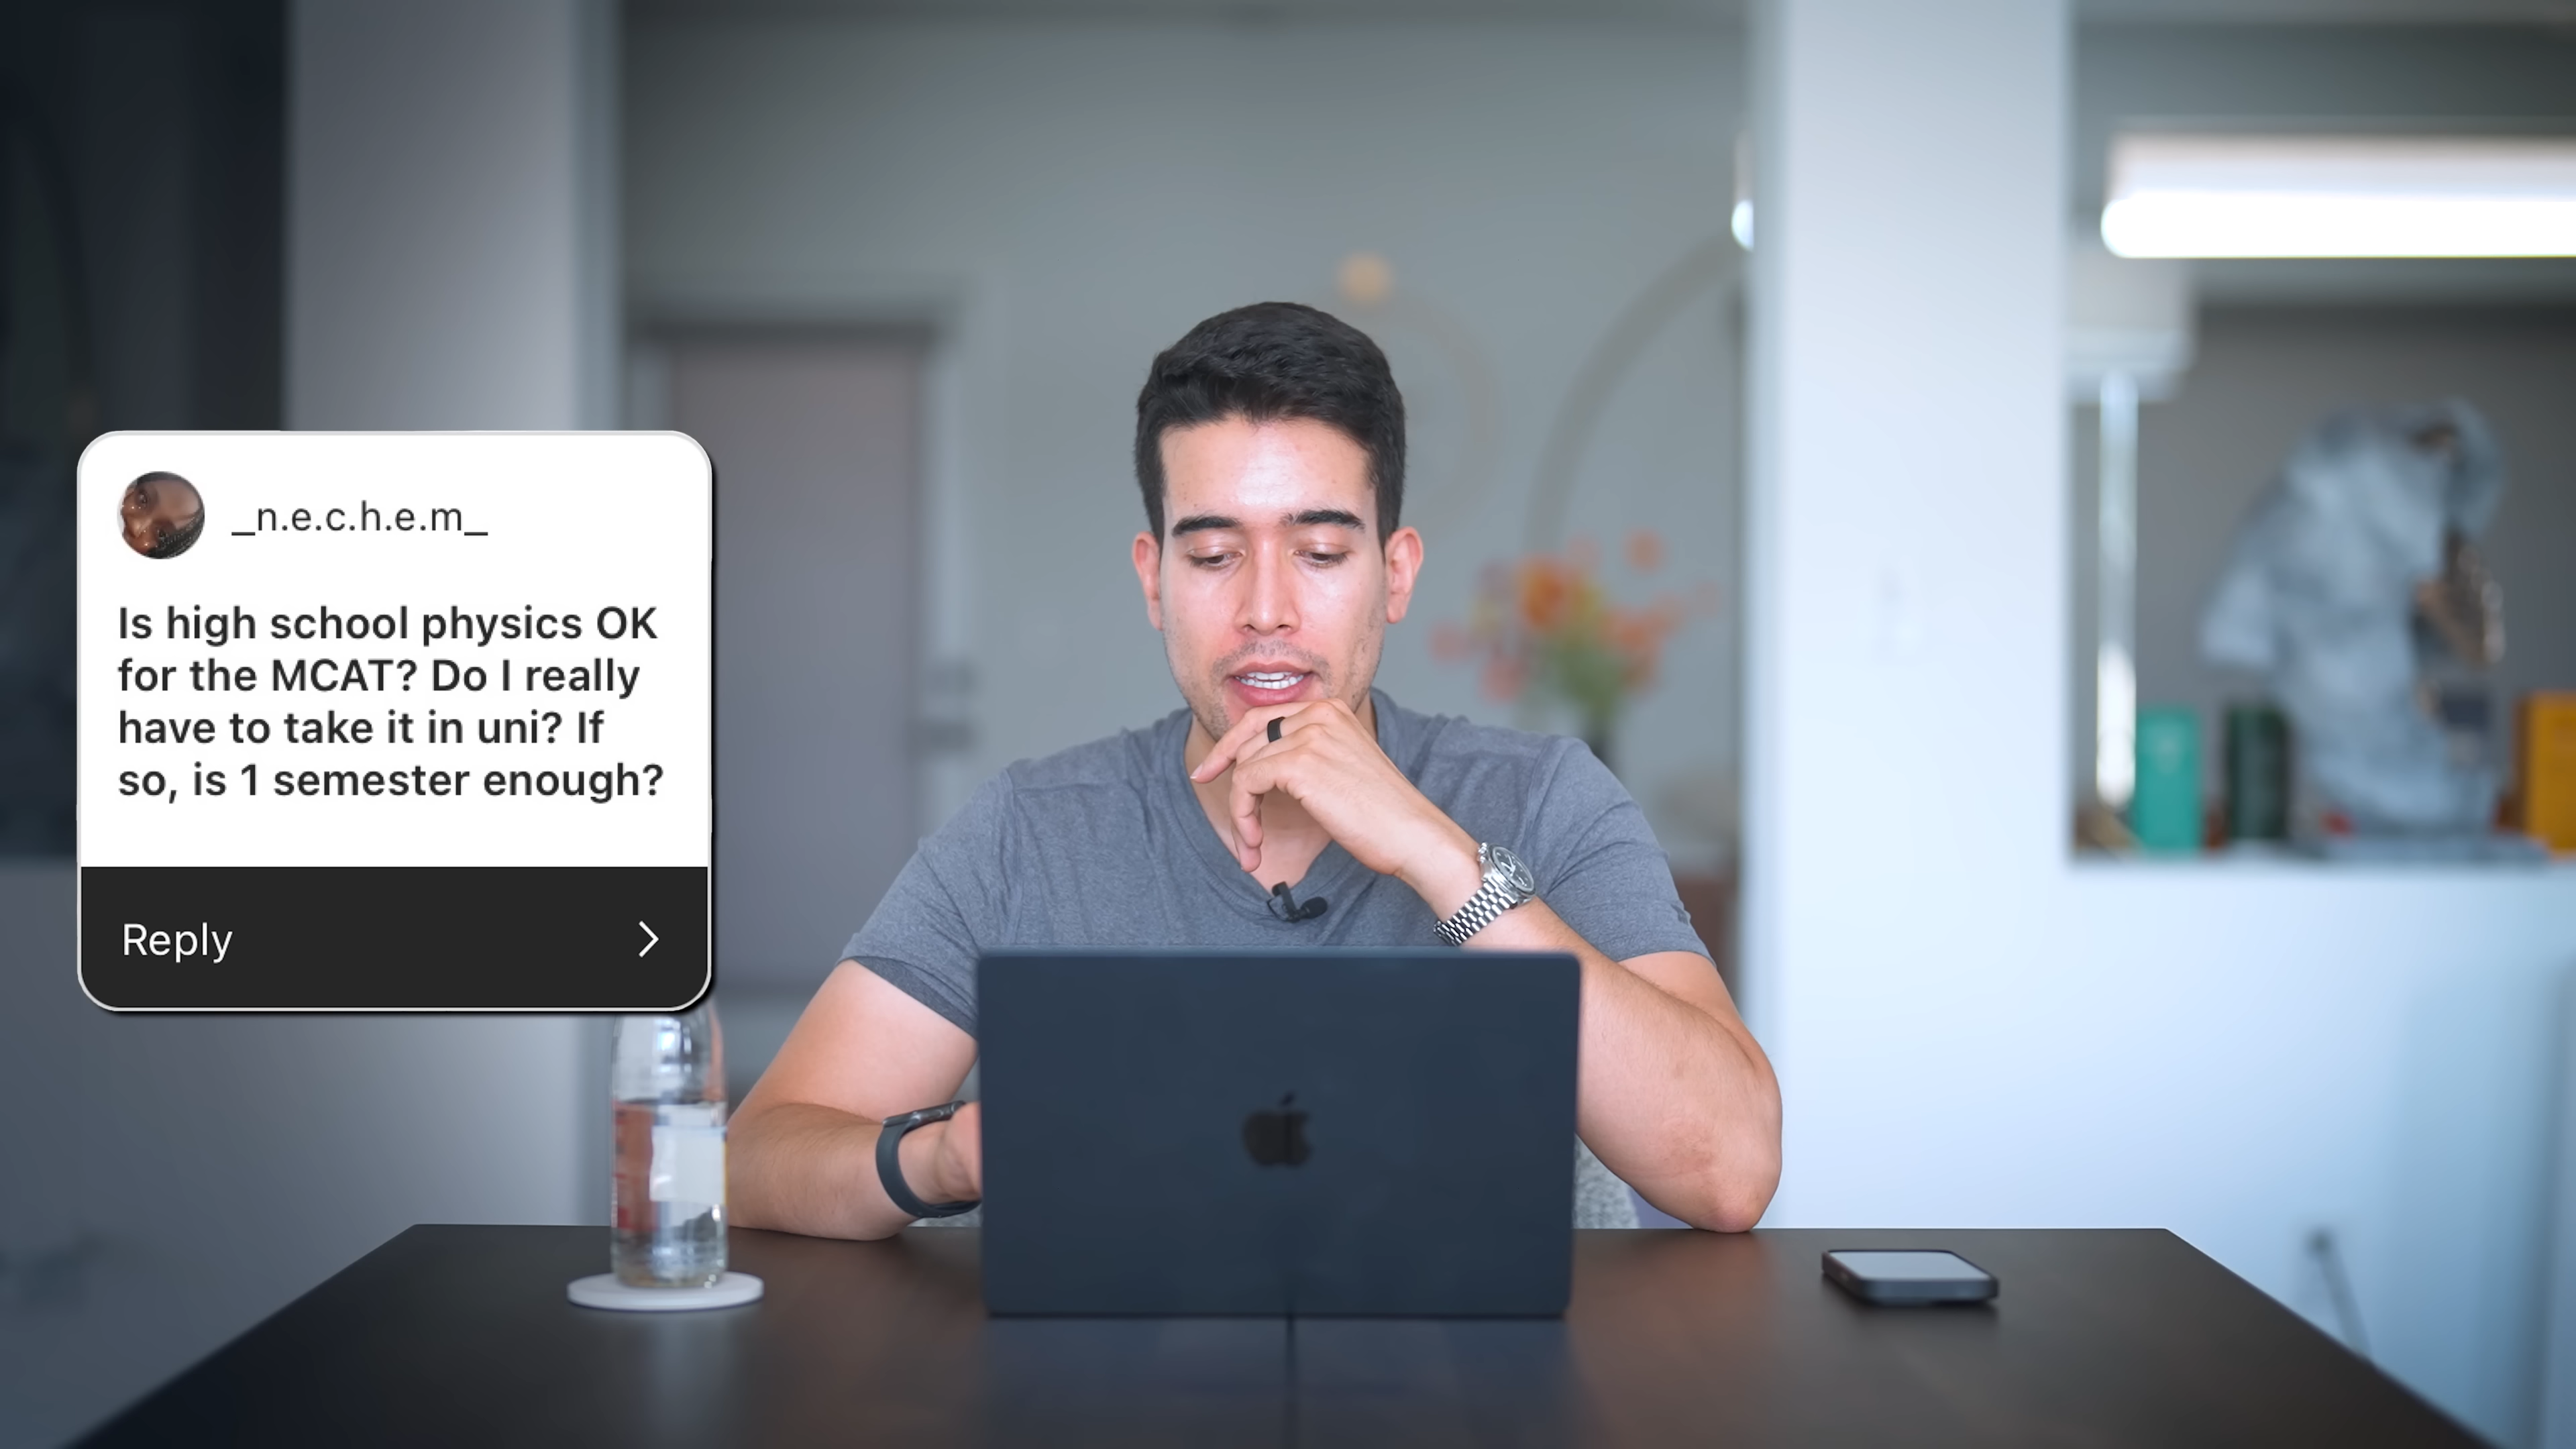 _n.e.c.h.e.m_
Is high school physics OK
for the MCAT? Do I really
have to take it in uni? If
so, is 1 semester enough?
Reply